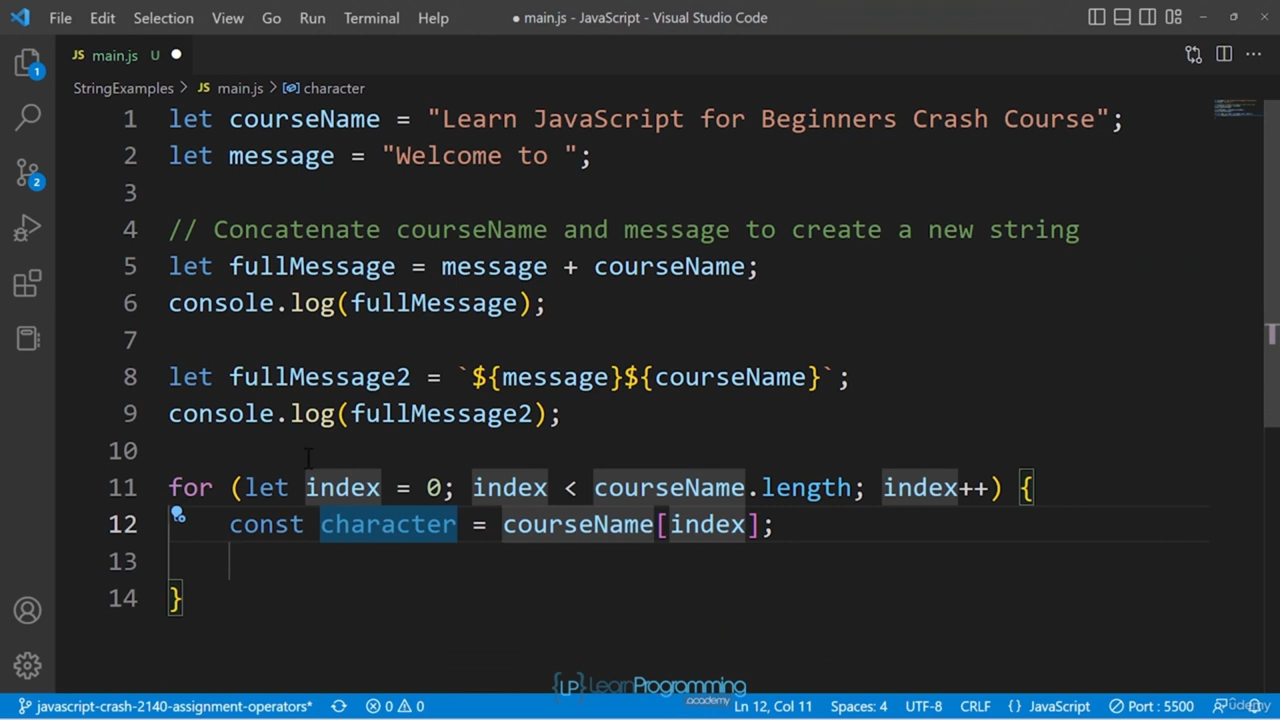 File Edit Selection View Go Run Terminal Help ● main.js - JavaScript - Visual Studio Code
JS main.js U ●
1
StringExamples > JS main.js > character
1 let courseName = "Learn JavaScript for Beginners Crash Course";
2 let message = "Welcome to ";
3
4 // Concatenate courseName and message to create a new string
5 let fullMessage = message + courseName;
6 console.log(fullMessage);
7
8 let fullMessage2 = `${message}${courseName}`;
9 console.log(fullMessage2);
10
11 for (let index = 0; index < courseName.length; index++) {
12     const character = courseName[index];
13
14 }
2
T
{LP} LearnProgramming
academy
javascript-crash-2140-assignment-operators* 0 0 Ln 12, Col 11 Spaces: 4 UTF-8 CRLF {} JavaScript Port : 5500
ûdemy